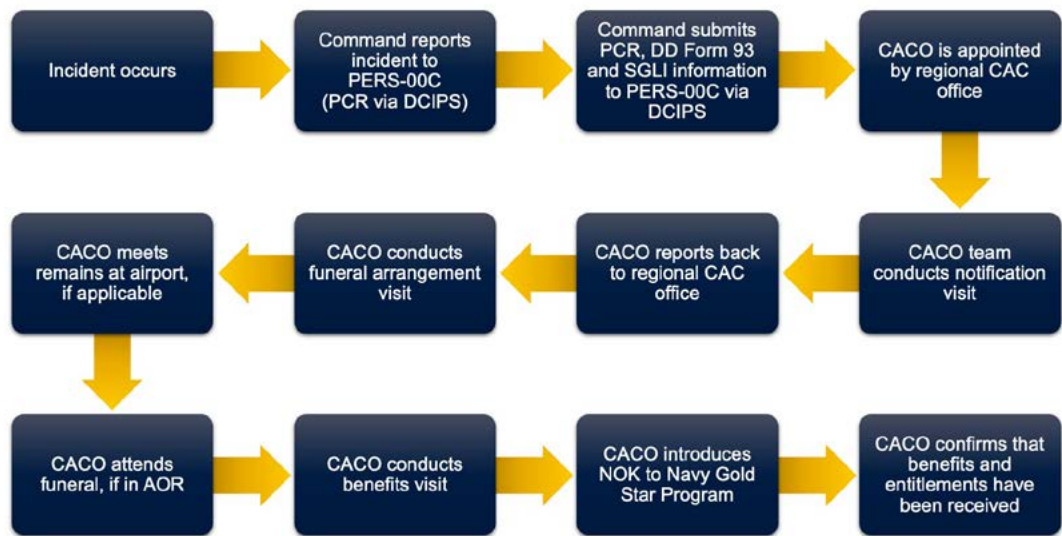 Incident occurs
Command reports
incident to
PERS-00C
(PCR via DCIPS)
Command submits
PCR, DD Form 93
and SGLI information
to PERS-00C via
DCIPS
CACO is appointed
by regional CAC
office
CACO team
conducts notification
visit
CACO reports back
to regional CAC
office
CACO conducts
funeral arrangement
visit
CACO meets
remains at airport,
if applicable
CACO attends
funeral, if in AOR
CACO conducts
benefits visit
CACO introduces
NOK to Navy Gold
Star Program
CACO confirms that
benefits and
entitlements have
been received